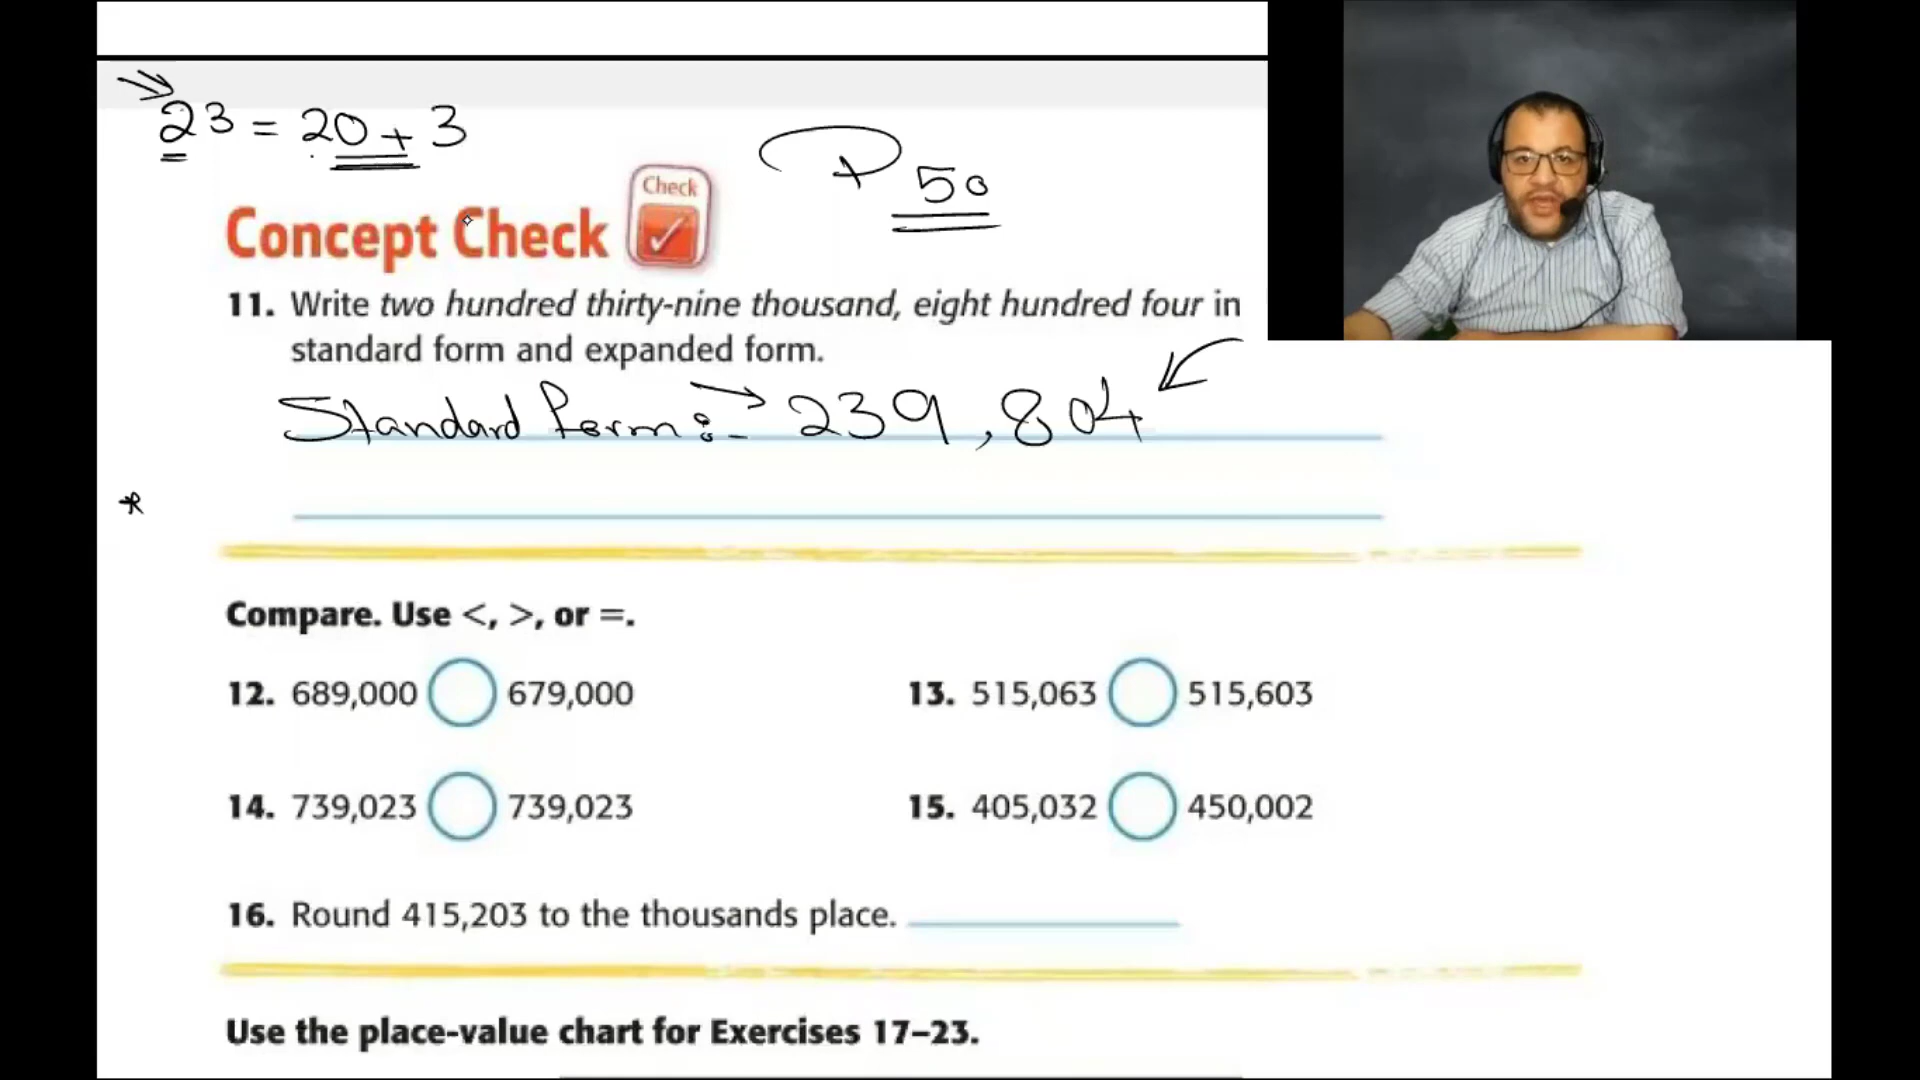 23 = 20 + 3
+ 50
Check
Concept Check
11. Write two hundred thirty-nine thousand, eight hundred four in
standard form and expanded form.
Standard form :- 239,804
Compare. Use <, >, or =.
12. 689,000 679,000
13. 515,063 515,603
14. 739,023 739,023
15. 405,032 450,002
16. Round 415,203 to the thousands place.
Use the place-value chart for Exercises 17–23.